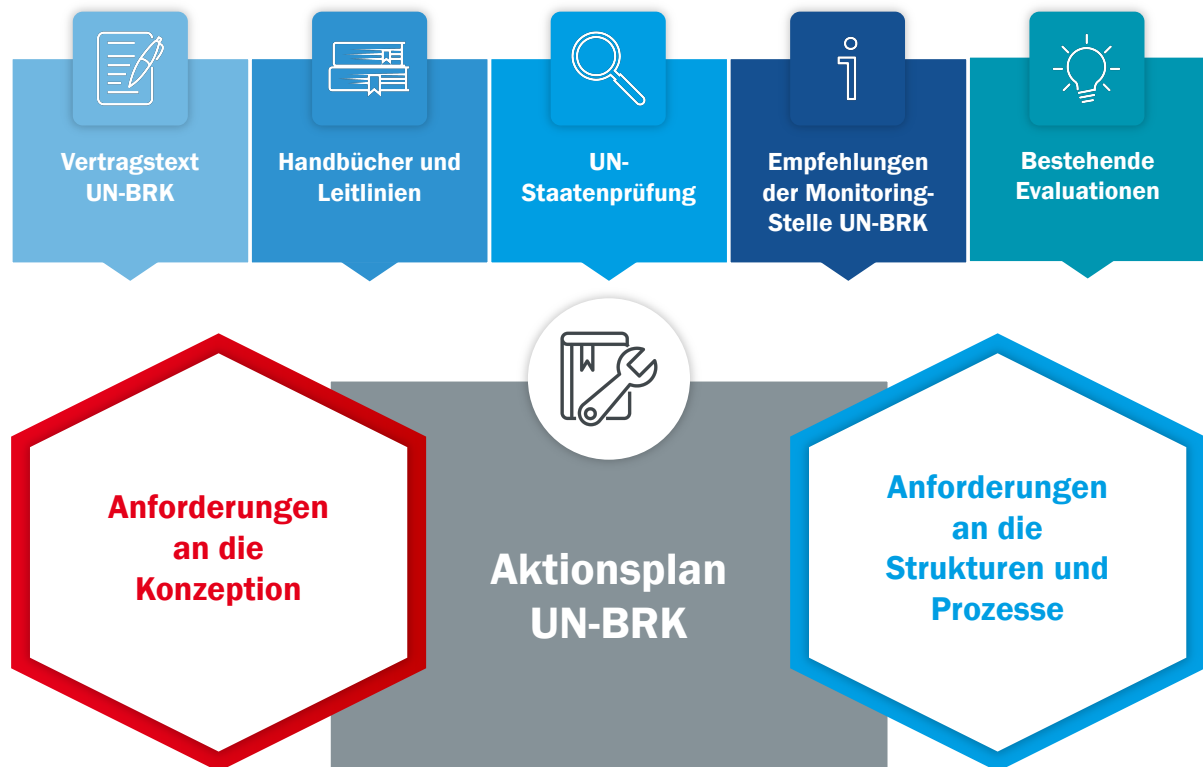 Vertragstext
UN-BRK
Handbücher und
Leitlinien
UN-
Staatenprüfung
Empfehlungen
der Monitoring-
Stelle UN-BRK
Bestehende
Evaluationen
Anforderungen
an die
Konzeption
Aktionsplan
UN-BRK
Anforderungen
an die
Strukturen und
Prozesse